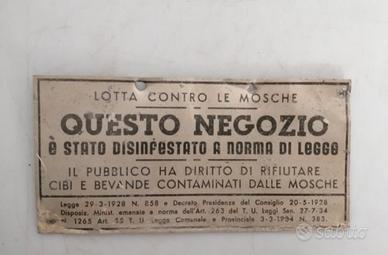 LOTTA CONTRO LE MOSCHE
QUESTO NEGOZIO
È STATO DISINFESTATO A NORMA DI LEGGE
IL PUBBLICO HA DIRITTO DI RIFIUTARE
CIBI E BEVANDE CONTAMINATI DALLE MOSCHE
Legge 29-3-1928 N. 858 e Decreto Presidenza del Consiglio 20-5-1928
Disposiz. Minist. emanate a norma dell'Art. 263 del T. U. Leggi San. 27-7-34
N. 1265 Art. 55 T. U. Legge Comunale e Provinciale 3-3-1934 N. 383.
subito.it